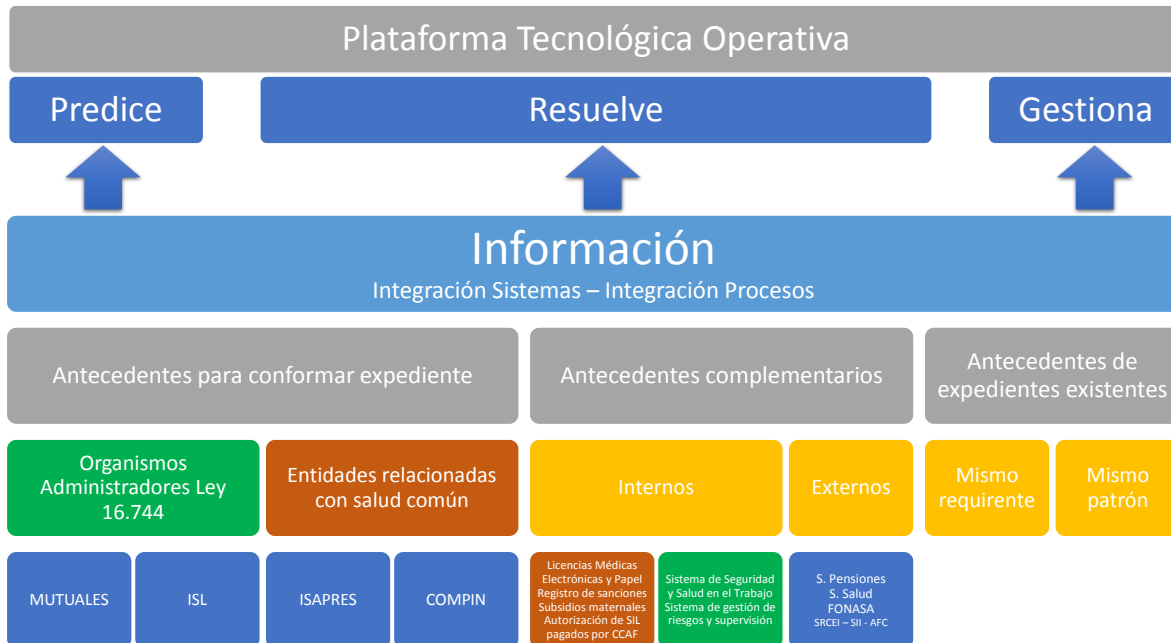 Plataforma Tecnológica Operativa
Predice
Resuelve
Gestiona
Información
Integración Sistemas – Integración Procesos
Antecedentes para conformar expediente
Antecedentes complementarios
Antecedentes de
expedientes existentes
Organismos
Administradores Ley
16.744
Entidades relacionadas
con salud común
Internos
Externos
Mismo
requirente
Mismo
patrón
MUTUALES
ISL
ISAPRES
COMPIN
Licencias Médicas
Electrónicas y Papel
Registro de sanciones
Subsidios maternales
Autorización de SIL
pagados por CCAF
Sistema de Seguridad
y Salud en el Trabajo
Sistema de gestión de
riesgos y supervisión
S. Pensiones
S. Salud
FONASA
SRCEI – SII - AFC